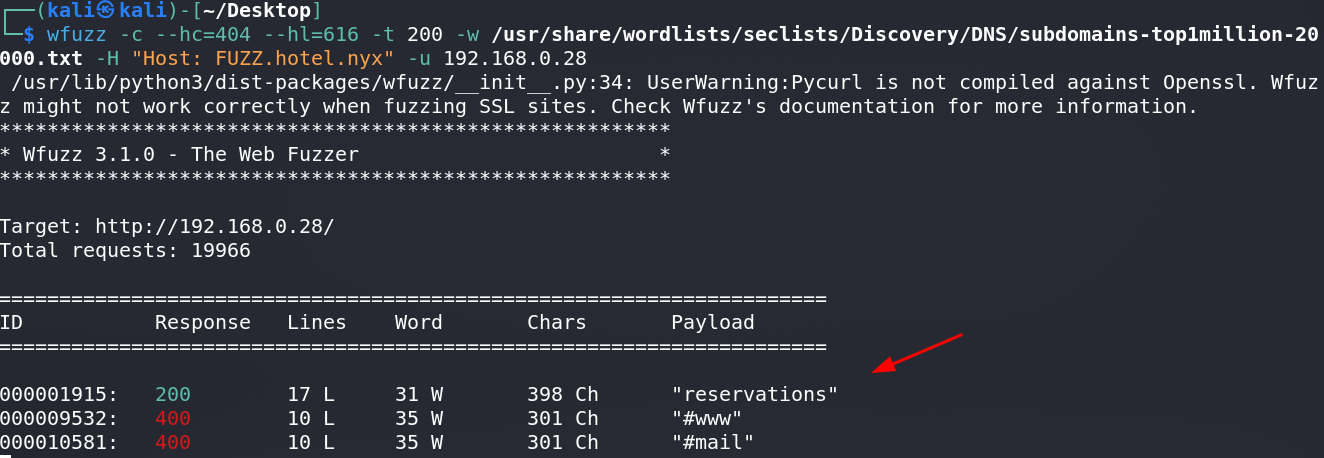 ┌──(kali㉿kali)-[~/Desktop]
└─$ wfuzz -c --hc=404 --hl=616 -t 200 -w /usr/share/wordlists/seclists/Discovery/DNS/subdomains-top1million-20
000.txt -H "Host: FUZZ.hotel.nyx" -u 192.168.0.28
 /usr/lib/python3/dist-packages/wfuzz/__init__.py:34: UserWarning:Pycurl is not compiled against Openssl. Wfuz
z might not work correctly when fuzzing SSL sites. Check Wfuzz's documentation for more information.
********************************************************
* Wfuzz 3.1.0 - The Web Fuzzer                         *
********************************************************
Target: http://192.168.0.28/
Total requests: 19966
=====================================================================
ID           Response   Lines    Word       Chars       Payload
=====================================================================
000001915:   200        17 L     31 W       398 Ch      "reservations"
000009532:   400        10 L     35 W       301 Ch      "#www"
000010581:   400        10 L     35 W       301 Ch      "#mail"